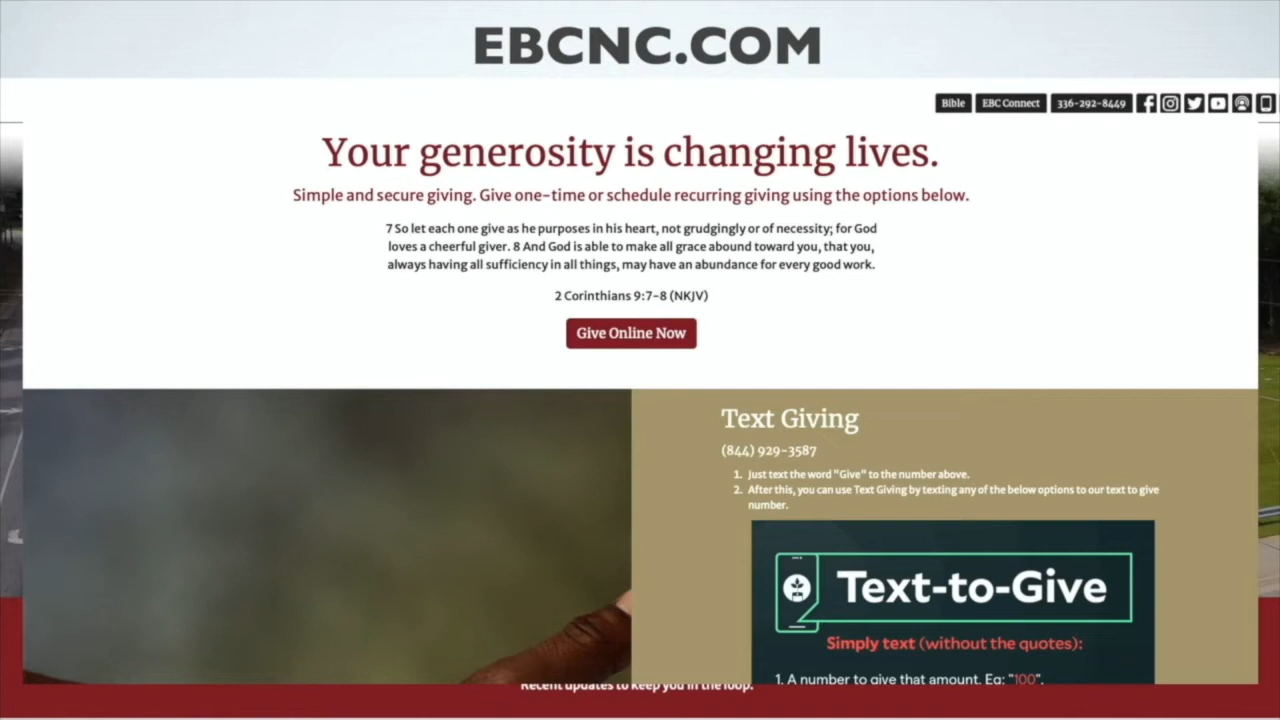 EBCNC.COM
Bible EBC Connect 336-292-8449
Your generosity is changing lives.
Simple and secure giving. Give one-time or schedule recurring giving using the options below.
7 So let each one give as he purposes in his heart, not grudgingly or of necessity; for God
loves a cheerful giver. 8 And God is able to make all grace abound toward you, that you,
always having all sufficiency in all things, may have an abundance for every good work.
2 Corinthians 9:7-8 (NKJV)
Give Online Now
Text Giving
(844) 929-3587
1. Just text the word "Give" to the number above.
2. After this, you can use Text Giving by texting any of the below options to our text to give
number.
Text-to-Give
Simply text (without the quotes):
1. A number to give that amount. Eg: "100".
Recent updates to keep you in the loop.